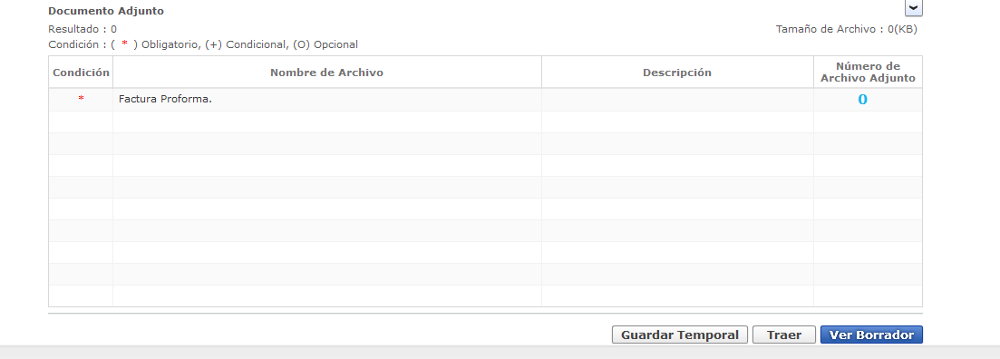 Documento Adjunto
Resultado : 0
Tamaño de Archivo : 0(KB)
Condición : ( * ) Obligatorio, (+) Condicional, (O) Opcional
Condición
Nombre de Archivo
Descripción
Número de
Archivo Adjunto
*
Factura Proforma.
0
Guardar Temporal
Traer
Ver Borrador